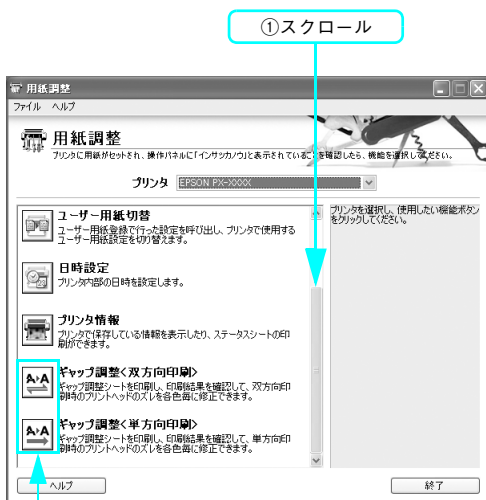 ①スクロール
用紙調整
ファイル ヘルプ
用紙調整
プリンタに用紙がセットされ、操作パネルに「インサツカノウ」と表示されていることを確認したら、機能を選択してください。
プリンタ EPSON PX-XXXX
ユーザー用紙切替
ユーザー用紙登録で行った設定を呼び出し、プリンタで使用する
ユーザー用紙設定を切り替えます。
日時設定
プリンタ内部の日時を設定します。
プリンタ情報
プリンタで保存している情報を表示したり、ステータスシートの印
刷ができます。
ギャップ調整<双方向印刷>
ギャップ調整シートを印刷し、印刷結果を確認して、双方向印
刷時のプリントヘッドのズレを各色毎に修正できます。
ギャップ調整<単方向印刷>
ギャップ調整シートを印刷し、印刷結果を確認して、単方向印
刷時のプリントヘッドのズレを各色毎に修正できます。
プリンタを選択し、使用したい機能ボタン
をクリックしてください。
ヘルプ
終了